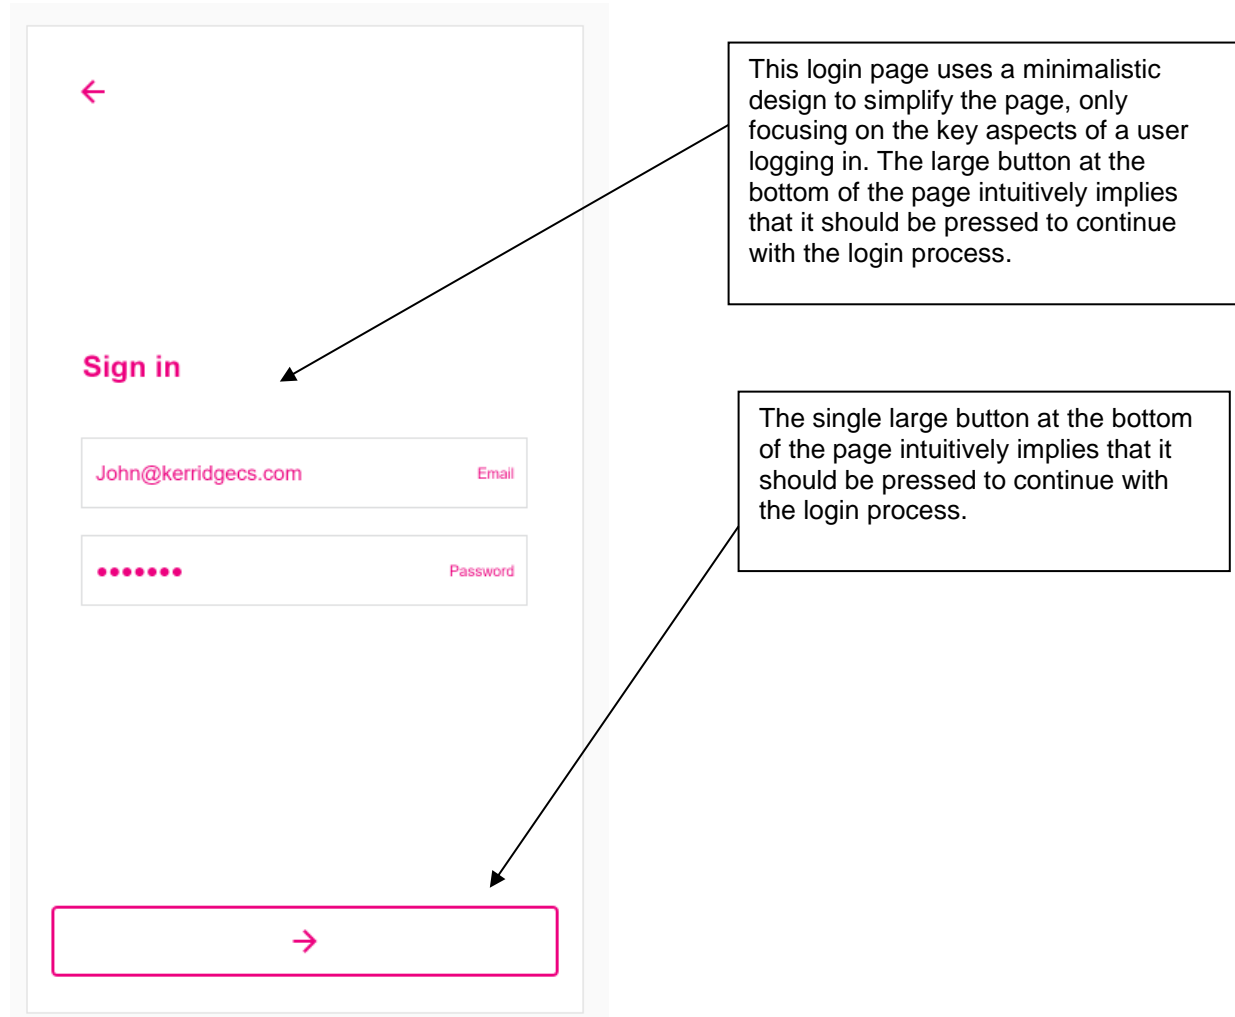 This login page uses a minimalistic
design to simplify the page, only
focusing on the key aspects of a user
logging in. The large button at the
bottom of the page intuitively implies
that it should be pressed to continue
with the login process.
Sign in
John@kerridgecs.com Email
••••••• Password
The single large button at the bottom
of the page intuitively implies that it
should be pressed to continue with
the login process.